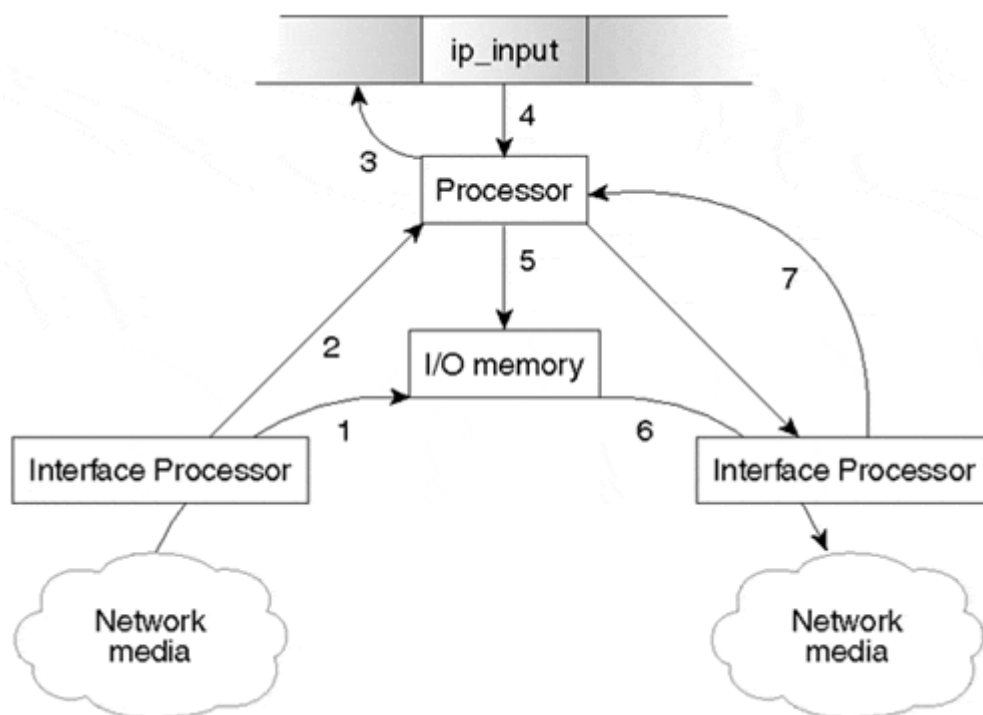 ip_input
4
3
Processor
5
7
2
I/O memory
1
6
Interface Processor
Interface Processor
Network
media
Network
media